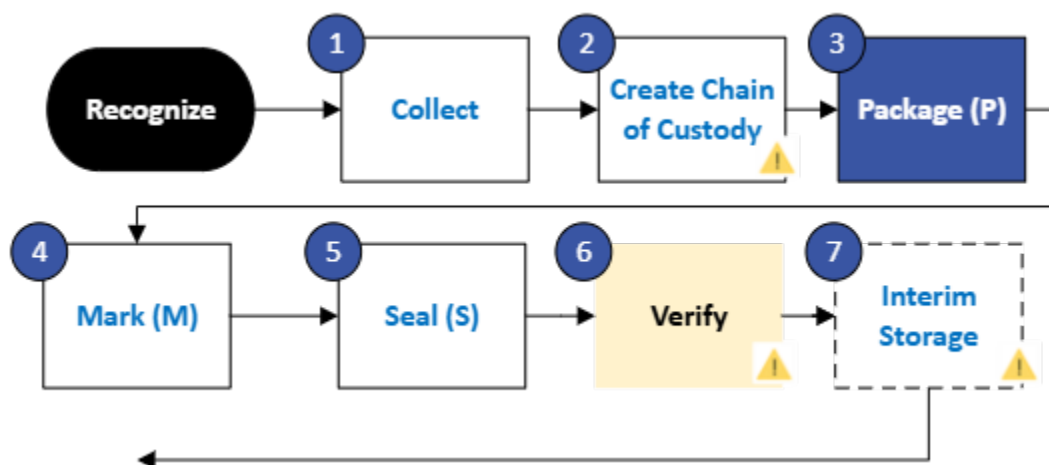 1
2
3
Recognize
Collect
Create Chain
of Custody
Package (P)
4
5
6
7
Mark (M)
Seal (S)
Verify
Interim
Storage